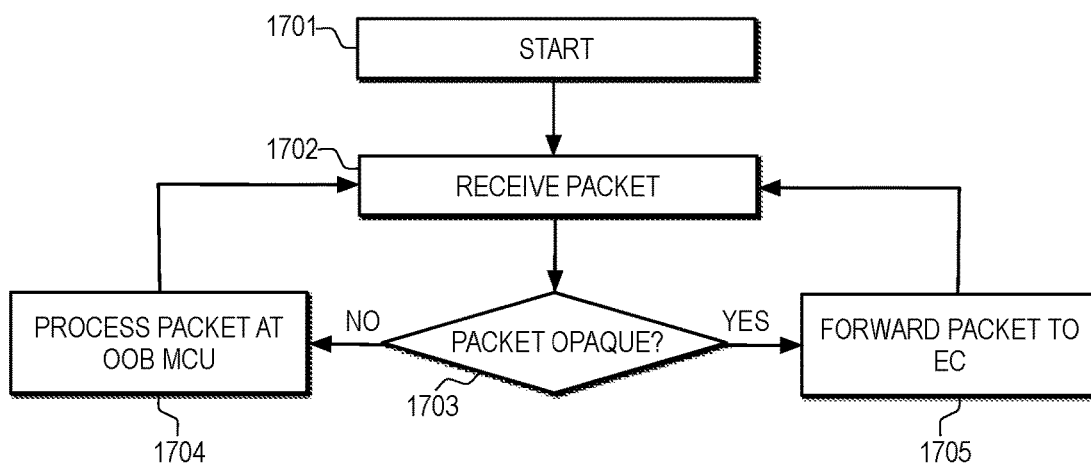 1701
START
1702
RECEIVE PACKET
PROCESS PACKET AT
OOB MCU
NO
PACKET OPAQUE?
YES
FORWARD PACKET TO
EC
1703
1704
1705